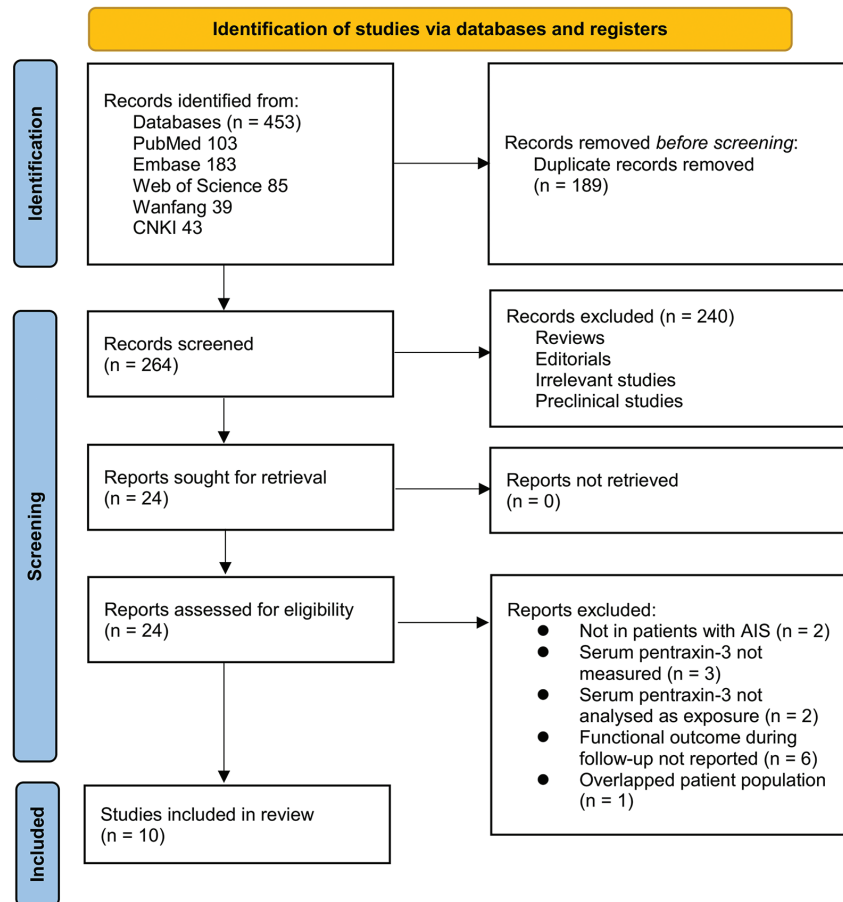 Identification of studies via databases and registers
Identification
Records identified from:
Databases (n = 453)
PubMed 103
Embase 183
Web of Science 85
Wanfang 39
CNKI 43
Records removed before screening:
Duplicate records removed
(n = 189)
Screening
Records screened
(n = 264)
Records excluded (n = 240)
Reviews
Editorials
Irrelevant studies
Preclinical studies
Reports sought for retrieval
(n = 24)
Reports not retrieved
(n = 0)
Reports assessed for eligibility
(n = 24)
Reports excluded:
● Not in patients with AIS (n = 2)
● Serum pentraxin-3 not
measured (n = 3)
● Serum pentraxin-3 not
analysed as exposure (n = 2)
● Functional outcome during
follow-up not reported (n = 6)
● Overlapped patient population
(n = 1)
Included
Studies included in review
(n = 10)